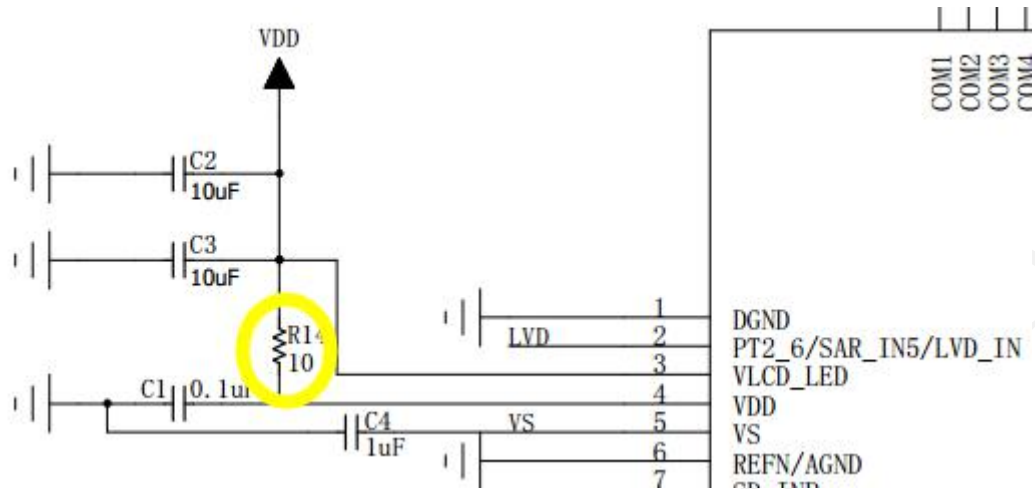 VDD
COM1
COM2
COM3
COM4
C2
10uF
C3
10uF
R14
10
C1
0.1u
C4
1uF
LVD
VS
1
2
3
4
5
6
7
DGND
PT2_6/SAR_IN5/LVD_IN
VLCD_LED
VDD
VS
REFN/AGND